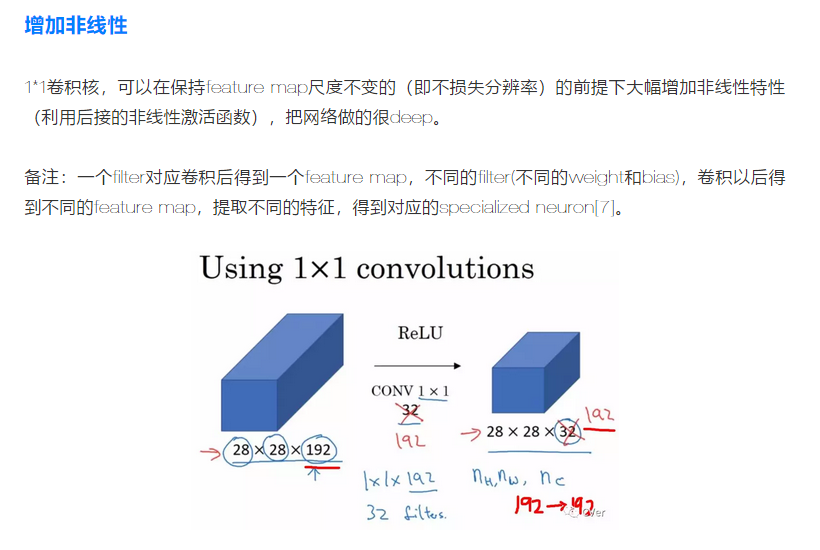 增加非线性
1*1卷积核，可以在保持feature map尺度不变的（即不损失分辨率）的前提下大幅增加非线性特性
（利用后接的非线性激活函数），把网络做的很deep。
备注：一个filter对应卷积后得到一个feature map，不同的filter(不同的weight和bias)，卷积以后得
到不同的feature map，提取不同的特征，得到对应的specialized neuron[7]。
Using 1×1 convolutions
ReLU
CONV 1 × 1
32
192
28 × 28 × 192
28 × 28 × 32
192
1×1×192
32 filters.
nH, nW, nC
192→192